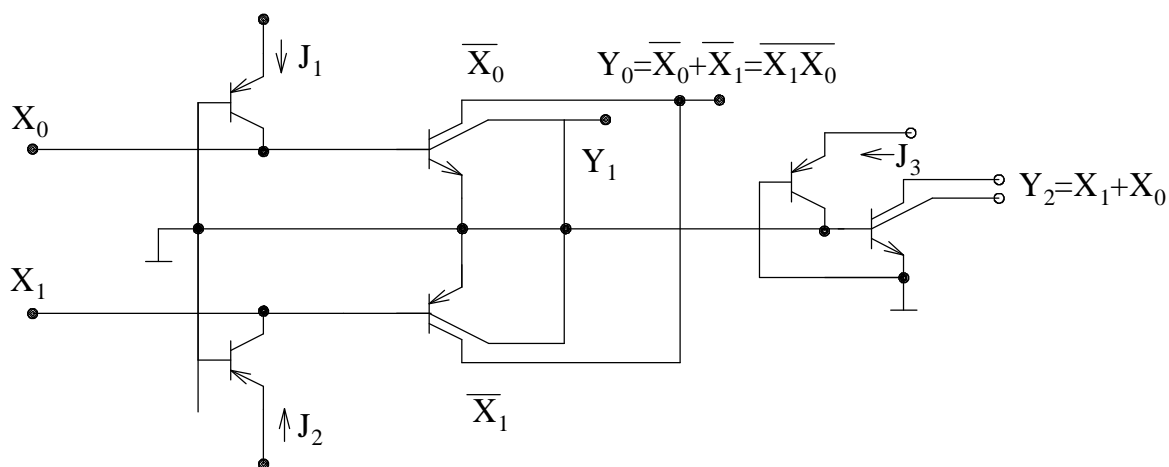 J₁
X̅₀
Y₀=X̅₀+X̅₁=X̅₁X̅₀
X₀
Y₁
J₃
Y₂=X₁+X₀
X₁
X̅₁
J₂